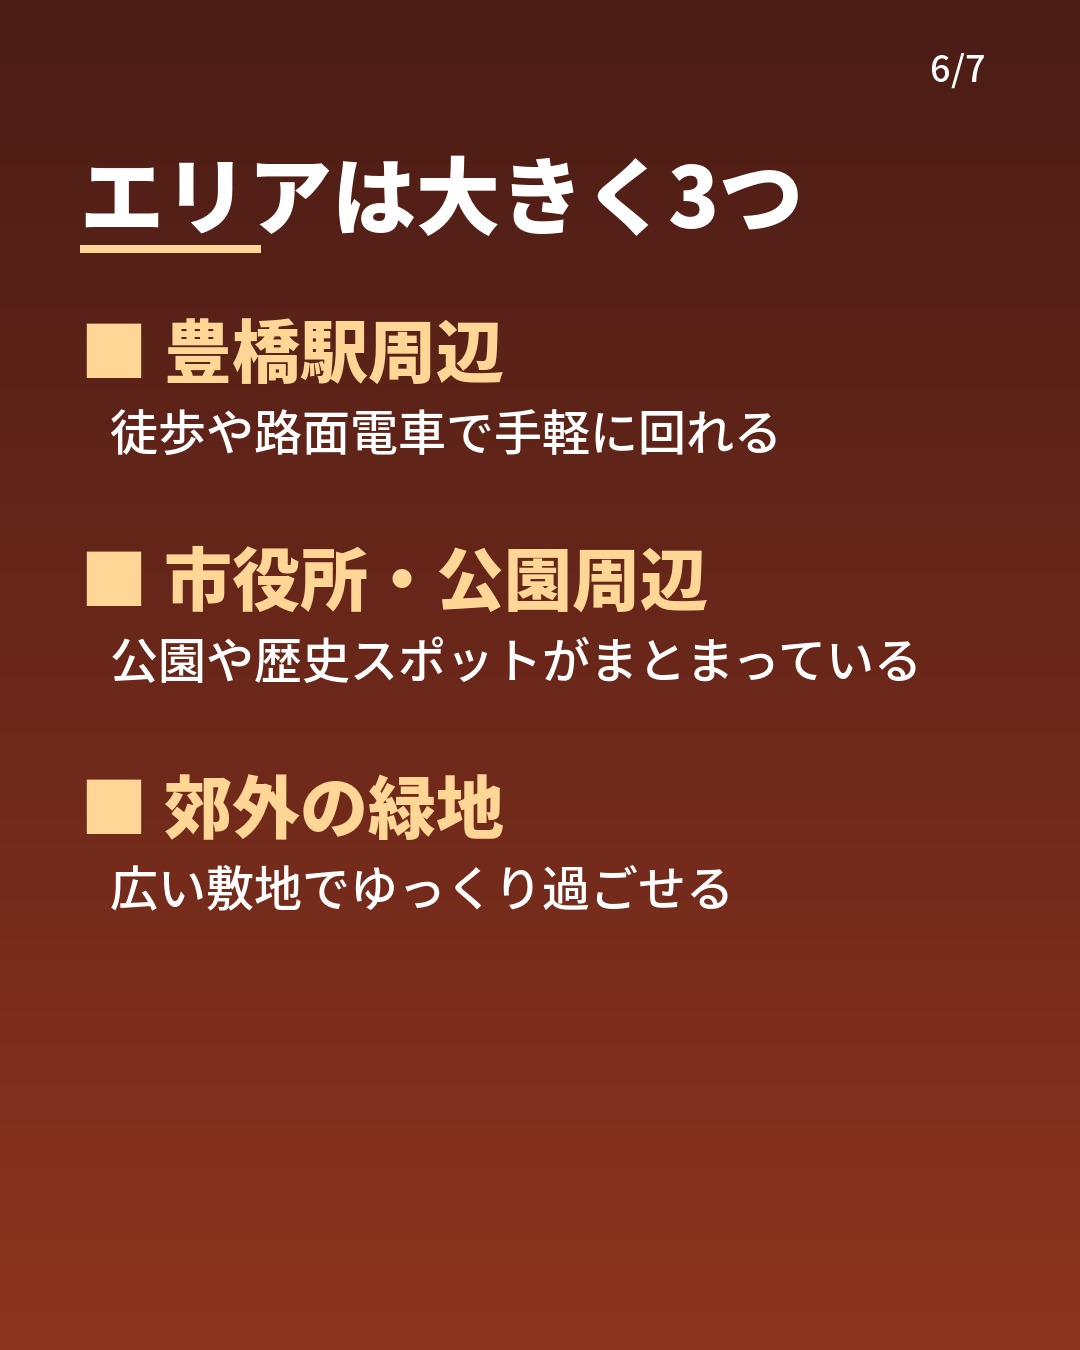 6/7
エリアは大きく3つ
■ 豊橋駅周辺
徒歩や路面電車で手軽に回れる
■ 市役所・公園周辺
公園や歴史スポットがまとまっている
■ 郊外の緑地
広い敷地でゆっくり過ごせる